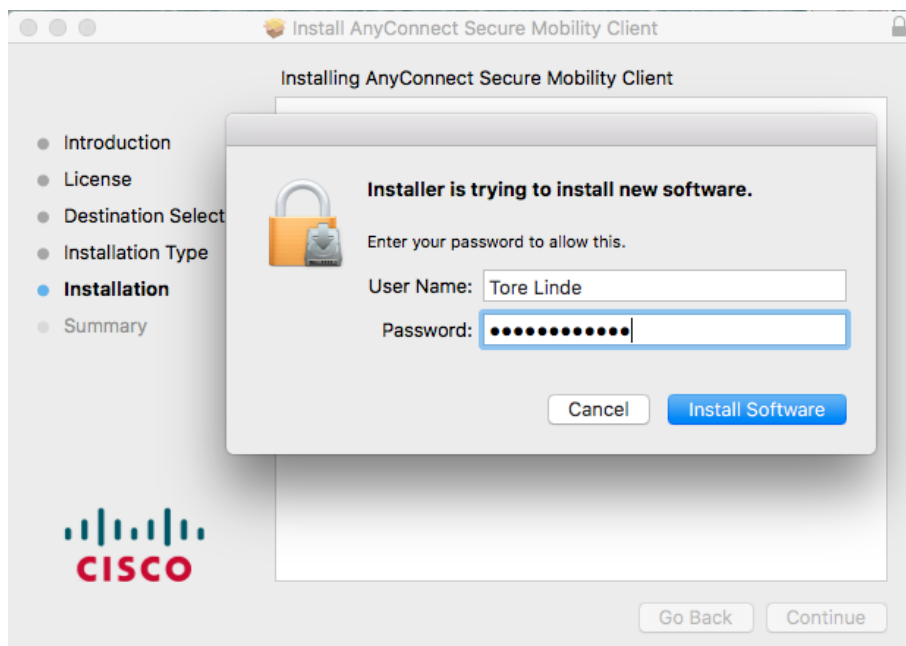 Install AnyConnect Secure Mobility Client
Installing AnyConnect Secure Mobility Client
Introduction
License
Destination Select
Installation Type
Installation
Summary
Installer is trying to install new software.
Enter your password to allow this.
User Name: Tore Linde
Password: ●●●●●●●●●●●●
Cancel Install Software
CISCO
Go Back Continue